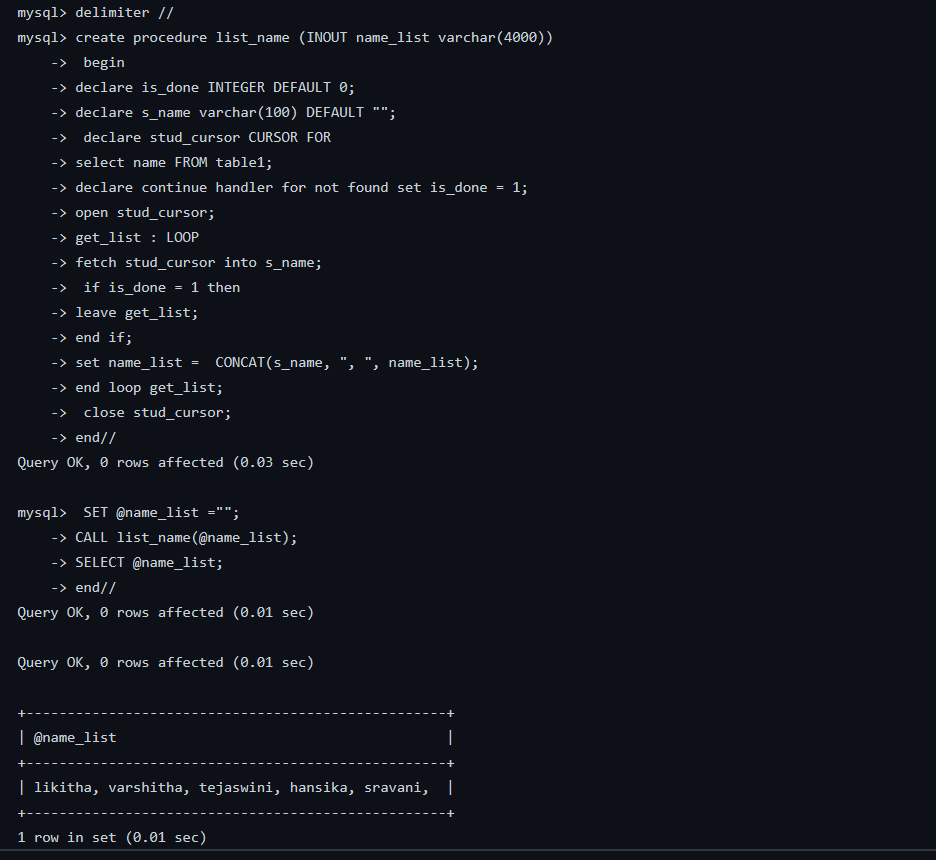 mysql> delimiter //
mysql> create procedure list_name (INOUT name_list varchar(4000))
    ->  begin
    -> declare is_done INTEGER DEFAULT 0;
    -> declare s_name varchar(100) DEFAULT "";
    ->  declare stud_cursor CURSOR FOR
    -> select name FROM table1;
    -> declare continue handler for not found set is_done = 1;
    -> open stud_cursor;
    -> get_list : LOOP
    -> fetch stud_cursor into s_name;
    ->  if is_done = 1 then
    -> leave get_list;
    -> end if;
    -> set name_list =  CONCAT(s_name, ", ", name_list);
    -> end loop get_list;
    ->  close stud_cursor;
    -> end//
Query OK, 0 rows affected (0.03 sec)

mysql>  SET @name_list ="";
    -> CALL list_name(@name_list);
    -> SELECT @name_list;
    -> end//
Query OK, 0 rows affected (0.01 sec)

Query OK, 0 rows affected (0.01 sec)

+---------------------------------------------------+
| @name_list                                        |
+---------------------------------------------------+
| likitha, varshitha, tejaswini, hansika, sravani,  |
+---------------------------------------------------+
1 row in set (0.01 sec)